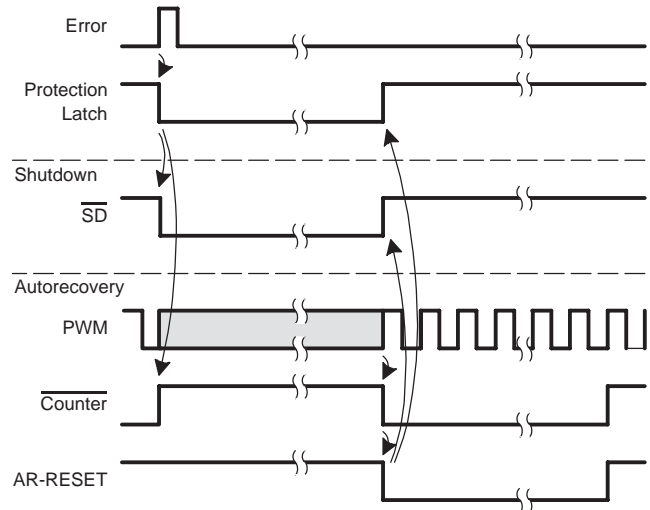 Error
Protection
Latch
Shutdown
SD
Autorecovery
PWM
Counter
AR-RESET